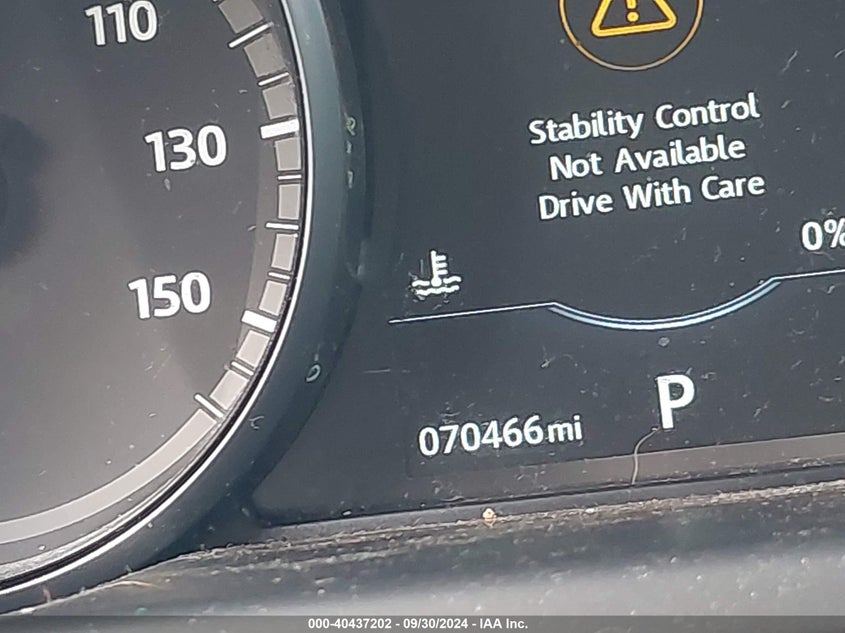 110
130
150
Stability Control
Not Available
Drive With Care
0%
070466mi
P
000-40437202 - 09/30/2024 - IAA Inc.